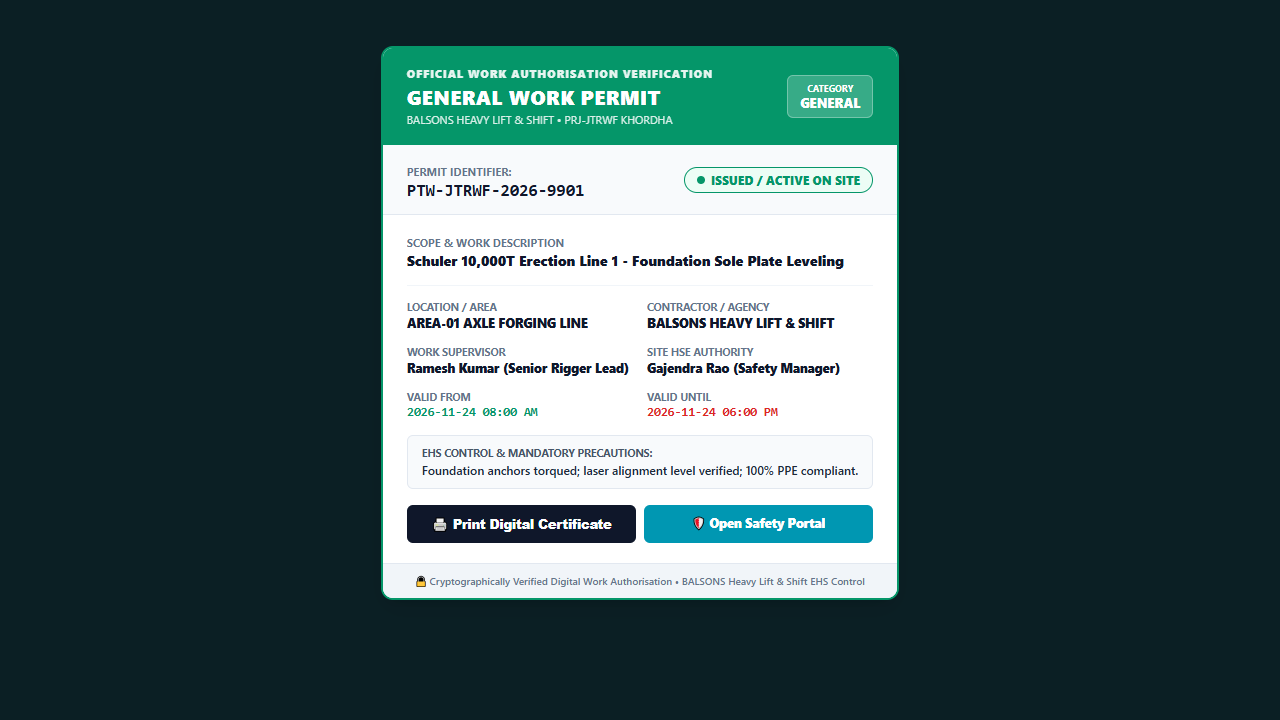 OFFICIAL WORK AUTHORISATION VERIFICATION
GENERAL WORK PERMIT
BALSONS HEAVY LIFT & SHIFT • PRJ-JTRWF KHORDHA
CATEGORY
GENERAL
PERMIT IDENTIFIER:
PTW-JTRWF-2026-9901
ISSUED / ACTIVE ON SITE
SCOPE & WORK DESCRIPTION
Schuler 10,000T Erection Line 1 - Foundation Sole Plate Leveling
LOCATION / AREA
AREA-01 AXLE FORGING LINE
CONTRACTOR / AGENCY
BALSONS HEAVY LIFT & SHIFT
WORK SUPERVISOR
Ramesh Kumar (Senior Rigger Lead)
SITE HSE AUTHORITY
Gajendra Rao (Safety Manager)
VALID FROM
2026-11-24 08:00 AM
VALID UNTIL
2026-11-24 06:00 PM
EHS CONTROL & MANDATORY PRECAUTIONS:
Foundation anchors torqued; laser alignment level verified; 100% PPE compliant.
Print Digital Certificate
Open Safety Portal
Cryptographically Verified Digital Work Authorisation • BALSONS Heavy Lift & Shift EHS Control